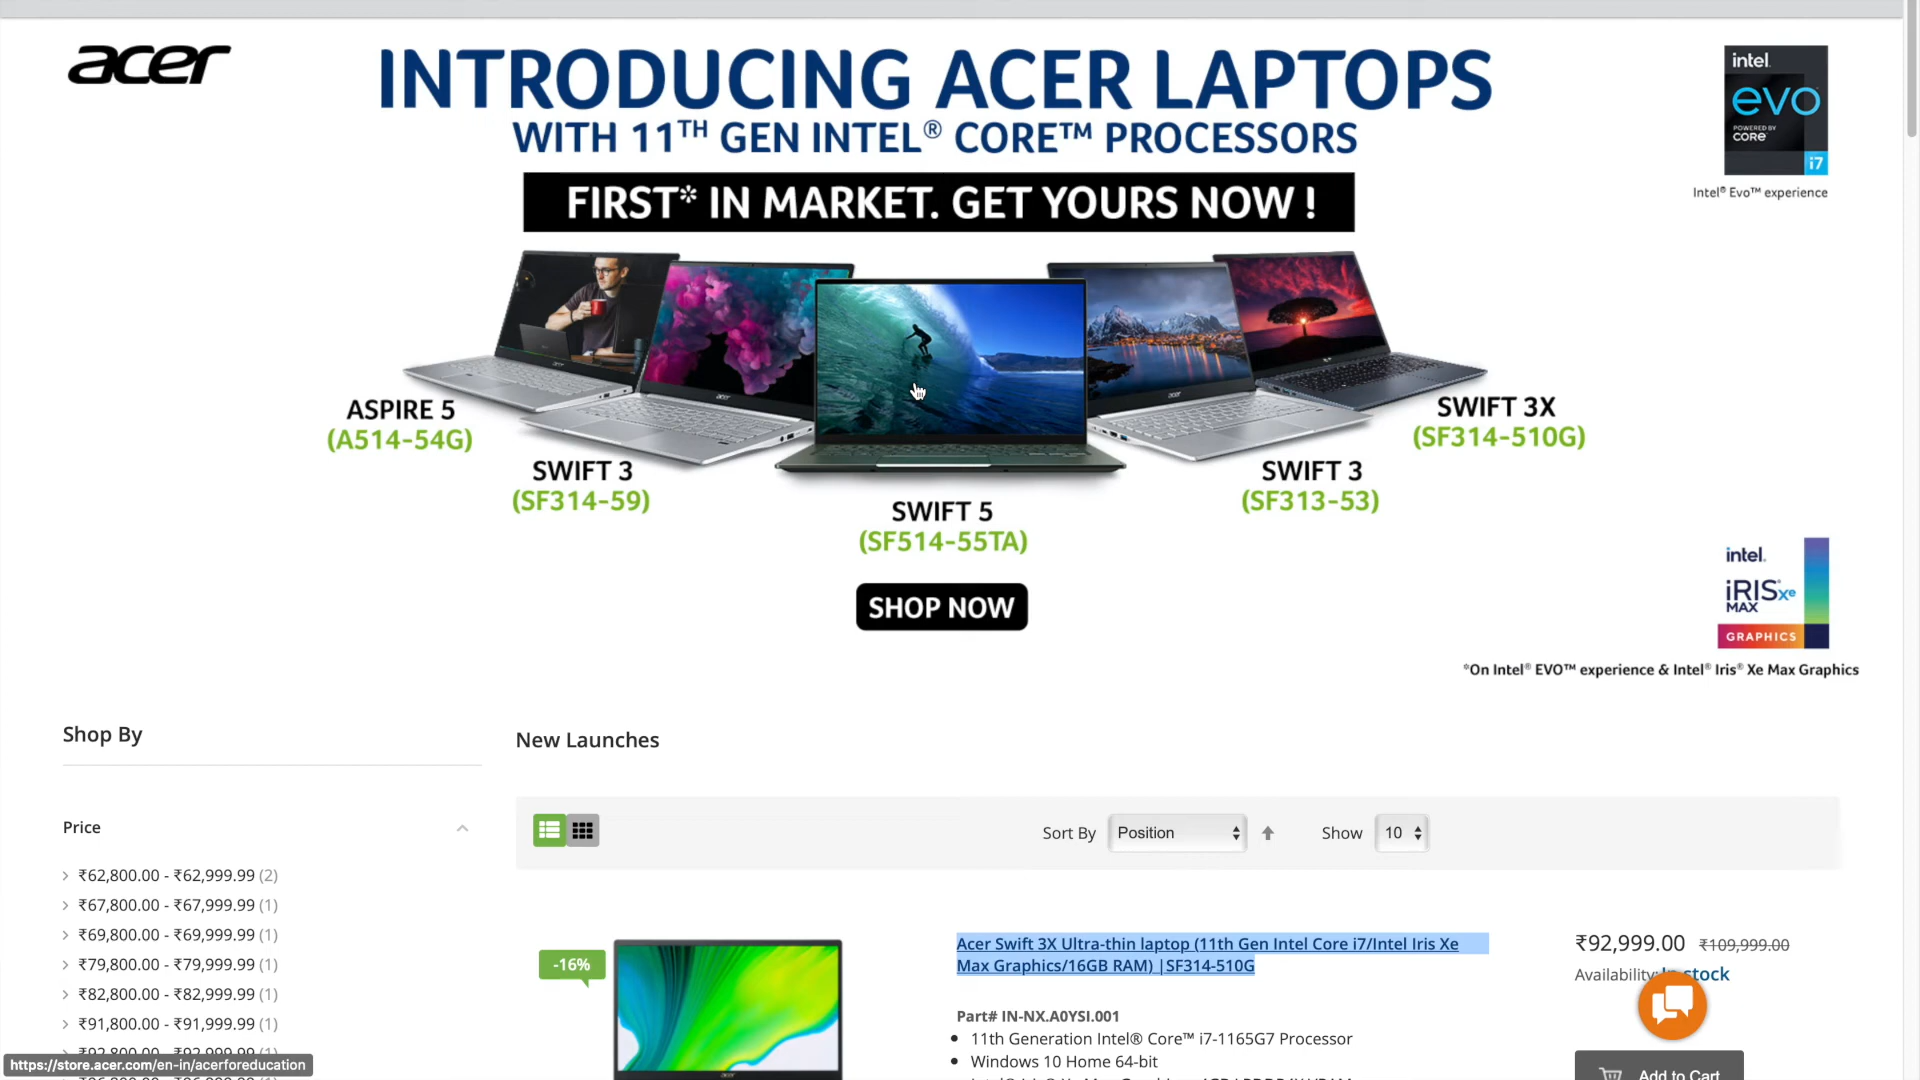 acer
INTRODUCING ACER LAPTOPS
WITH 11TH GEN INTEL® CORE™ PROCESSORS
FIRST* IN MARKET. GET YOURS NOW !
intel.
evo
POWERED BY
CORE
i7
Intel® Evo™ experience
ASPIRE 5
(A514-54G)
SWIFT 3
(SF314-59)
SWIFT 5
(SF514-55TA)
SWIFT 3
(SF313-53)
SWIFT 3X
(SF314-510G)
SHOP NOW
intel.
iRIS xe
MAX
GRAPHICS
*On Intel® EVO™ experience & Intel® Iris® Xe Max Graphics
Shop By
New Launches
Sort By Position Show 10
Price
₹62,800.00 - ₹62,999.99 (2)
₹67,800.00 - ₹67,999.99 (1)
₹69,800.00 - ₹69,999.99 (1)
₹79,800.00 - ₹79,999.99 (1)
₹82,800.00 - ₹82,999.99 (1)
₹91,800.00 - ₹91,999.99 (1)
https://store.acer.com/en-in/acerforeducation
-16%
Acer Swift 3X Ultra-thin laptop (11th Gen Intel Core i7/Intel Iris Xe
Max Graphics/16GB RAM) |SF314-510G
Part# IN-NX.A0YSI.001
11th Generation Intel® Core™ i7-1165G7 Processor
Windows 10 Home 64-bit
₹92,999.00 ₹109,999.00
Availability: In stock
Add to Cart